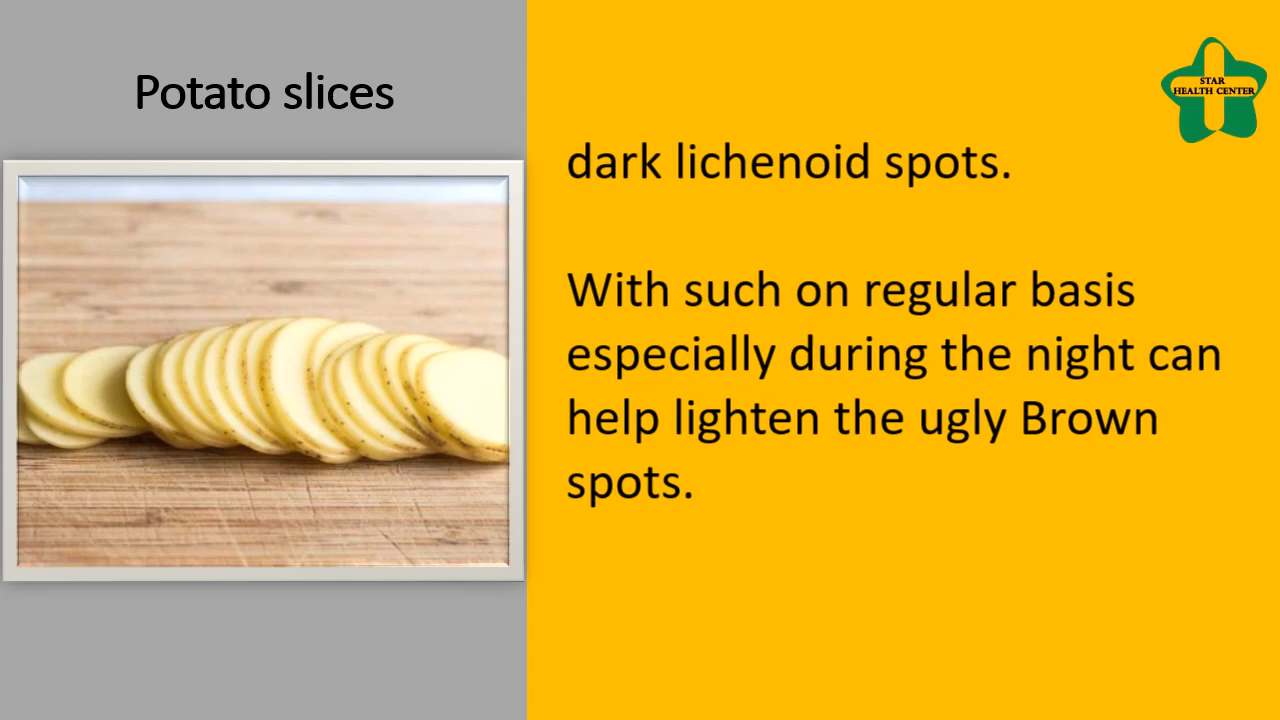 Potato slices
STAR
HEALTH CENTER
dark lichenoid spots.
With such on regular basis
especially during the night can
help lighten the ugly Brown
spots.